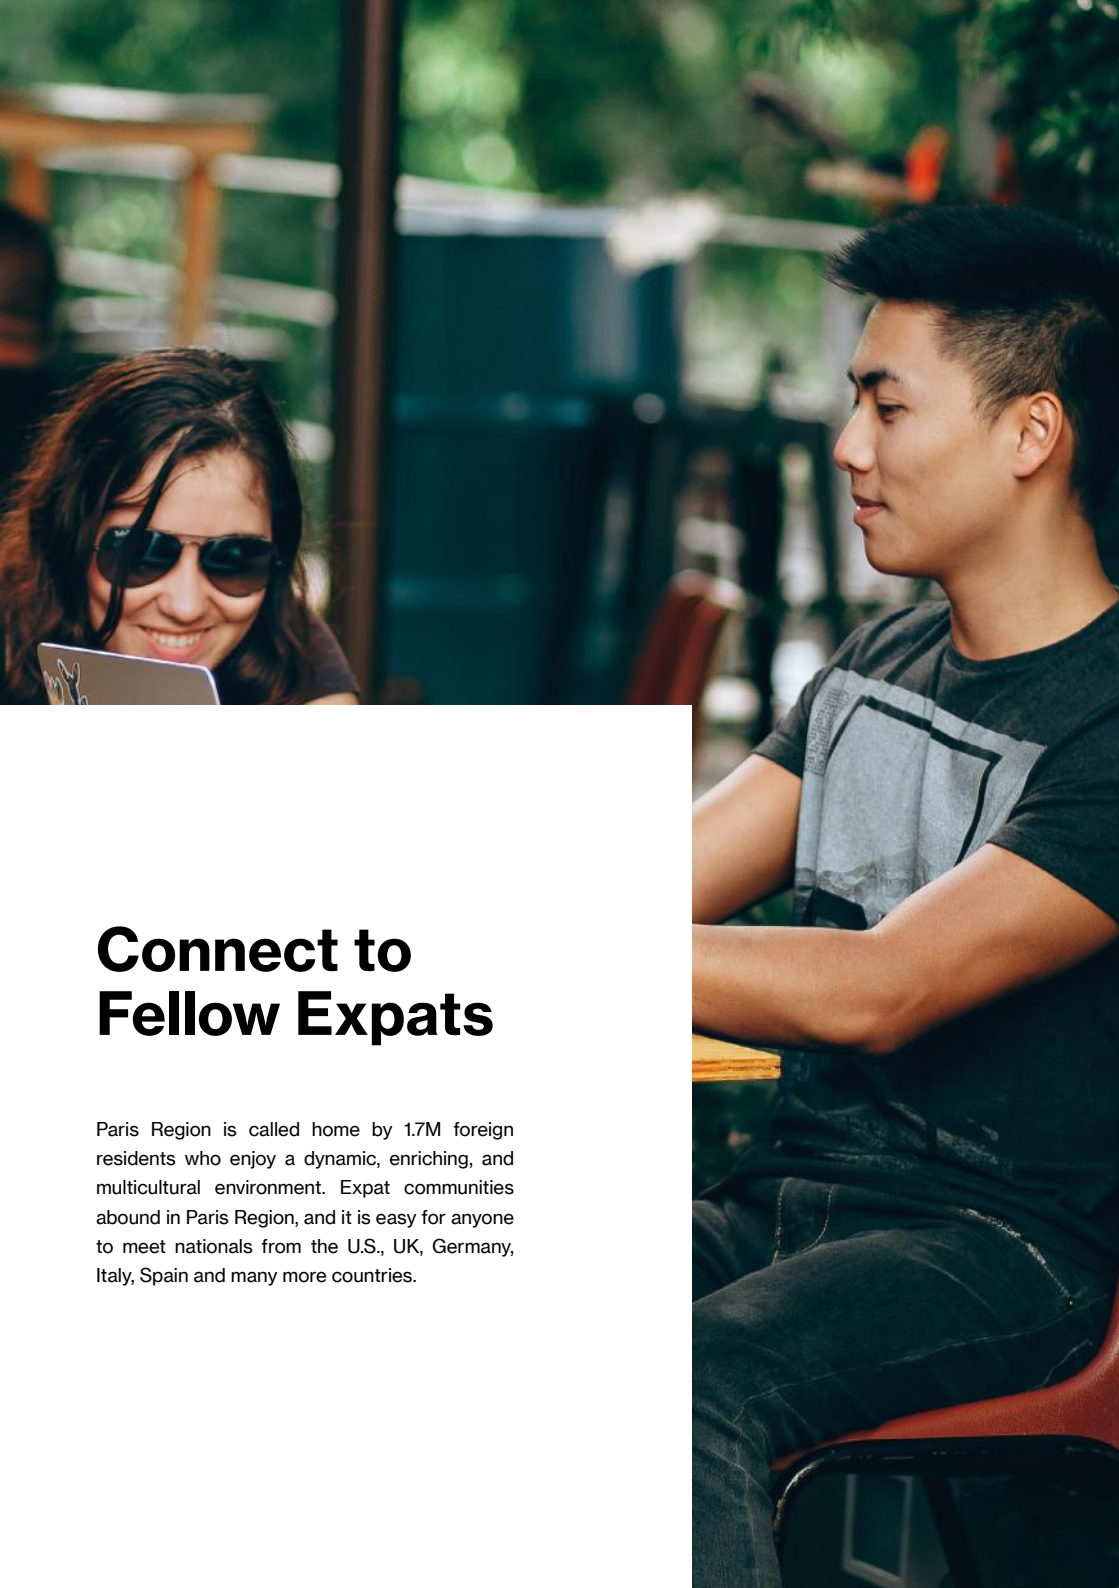 Connect to
Fellow Expats
Paris Region is called home by 1.7M foreign
residents who enjoy a dynamic, enriching, and
multicultural environment. Expat communities
abound in Paris Region, and it is easy for anyone
to meet nationals from the U.S., UK, Germany,
Italy, Spain and many more countries.